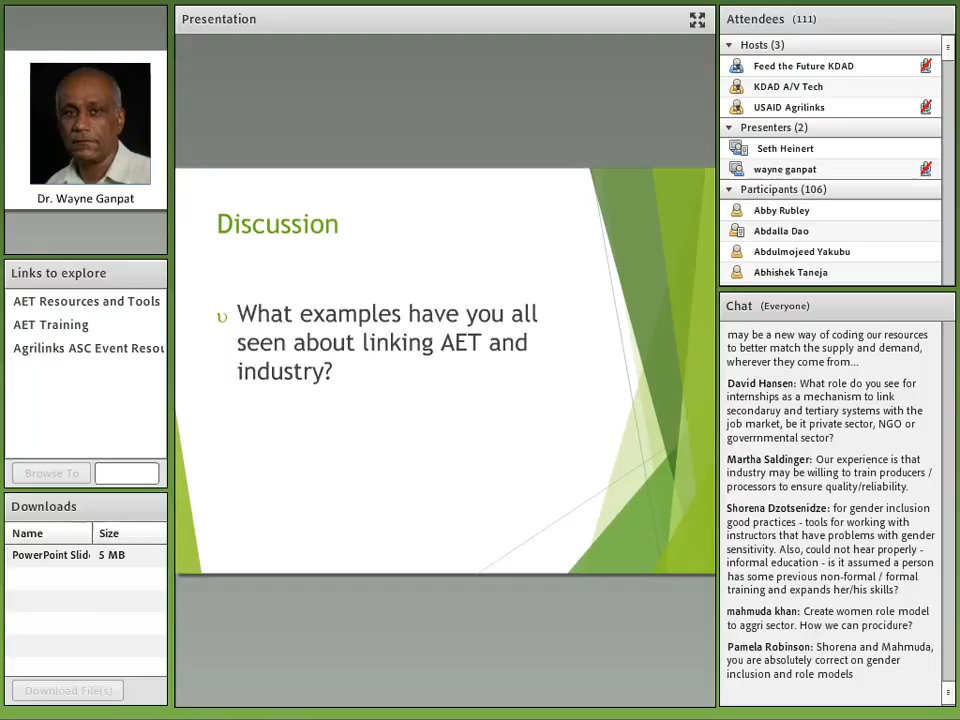 Dr. Wayne Ganpat
Links to explore
AET Resources and Tools
AET Training
Agrilinks ASC Event Resou
Browse To
Downloads
Name Size
PowerPoint Slid 5 MB
Download File(s)
Presentation
Discussion
What examples have you all
seen about linking AET and
industry?
Attendees (111)
Hosts (3)
Feed the Future KDAD
KDAD A/V Tech
USAID Agrilinks
Presenters (2)
Seth Heinert
wayne ganpat
Participants (106)
Abby Rubley
Abdalla Dao
Abdulmojeed Yakubu
Abhishek Taneja
Chat (Everyone)
may be a new way of coding our resources
to better match the supply and demand,
wherever they come from...
David Hansen: What role do you see for
internships as a mechanism to link
secondaruy and tertiary systems with the
job market, be it private sector, NGO or
goverrnmental sector?
Martha Saldinger: Our experience is that
industry may be willing to train producers /
processors to ensure quality/reliability.
Shorena Dzotsenidze: for gender inclusion
good practices - tools for working with
instructors that have problems with gender
sensitivity. Also, could not hear properly -
informal education - is it assumed a person
has some previous non-formal / formal
training and expands her/his skills?
mahmuda khan: Create women role model
to aggri sector. How we can prcidure?
Pamela Robinson: Shorena and Mahmuda,
you are absolutely correct on gender
inclusion and role models